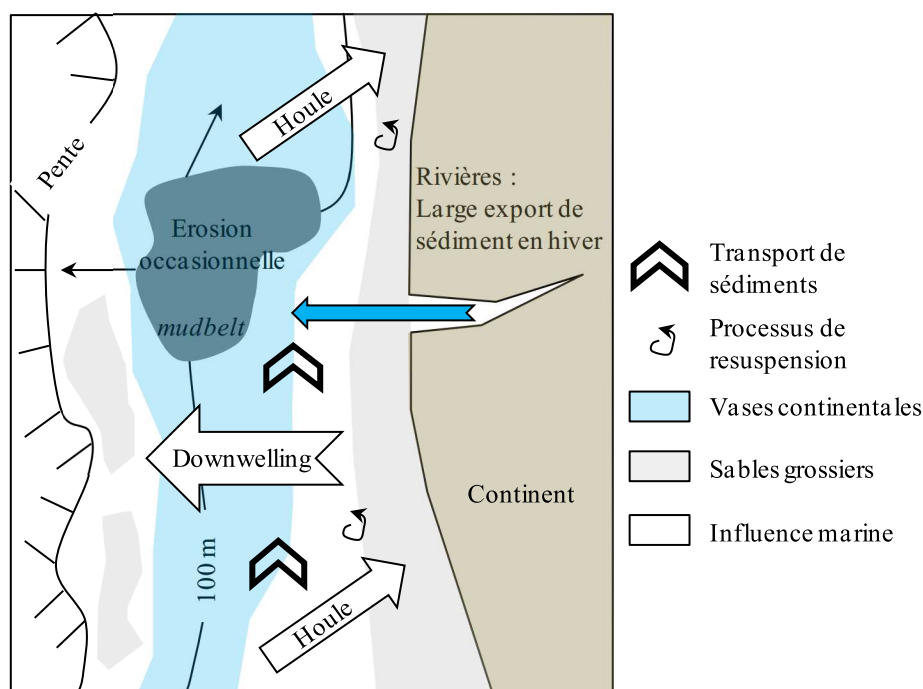 Houle
Pente
Rivières :
Large export de
sédiment en hiver
Erosion
occasionnelle
mudbelt
Downwelling
Continent
100 m
Houle
Transport de
sédiments
Processus de
resuspension
Vases continentales
Sables grossiers
Influence marine